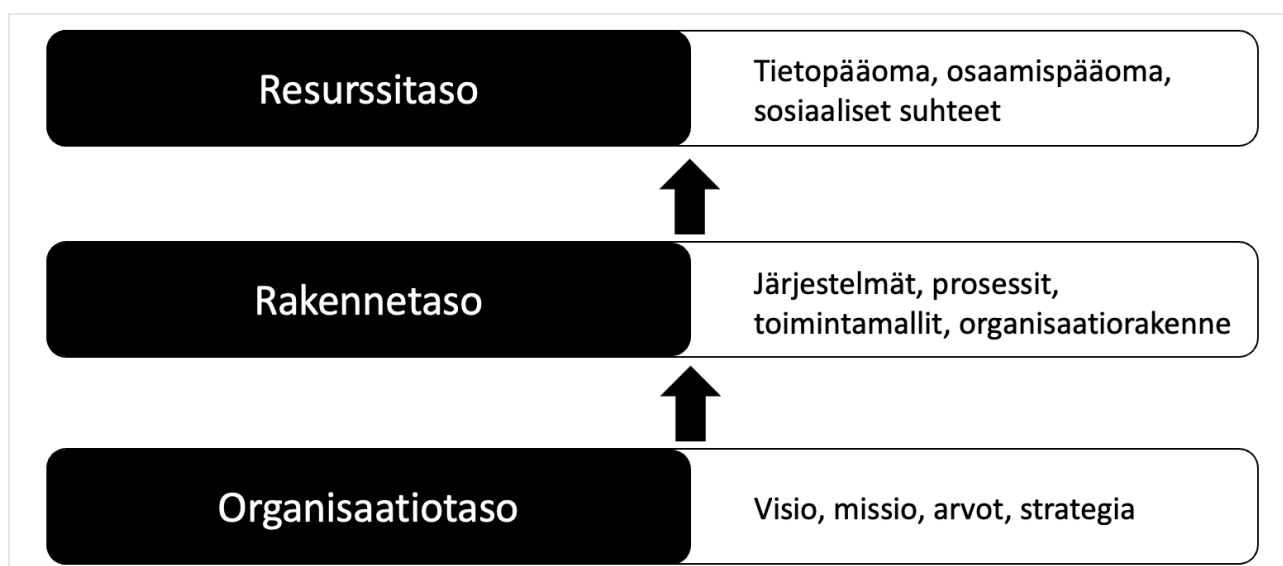 Resurssitaso
Tietopääoma, osaamispääoma,
sosiaaliset suhteet
Rakennetaso
Järjestelmät, prosessit,
toimintamallit, organisaatiorakenne
Organisaatiotaso
Visio, missio, arvot, strategia